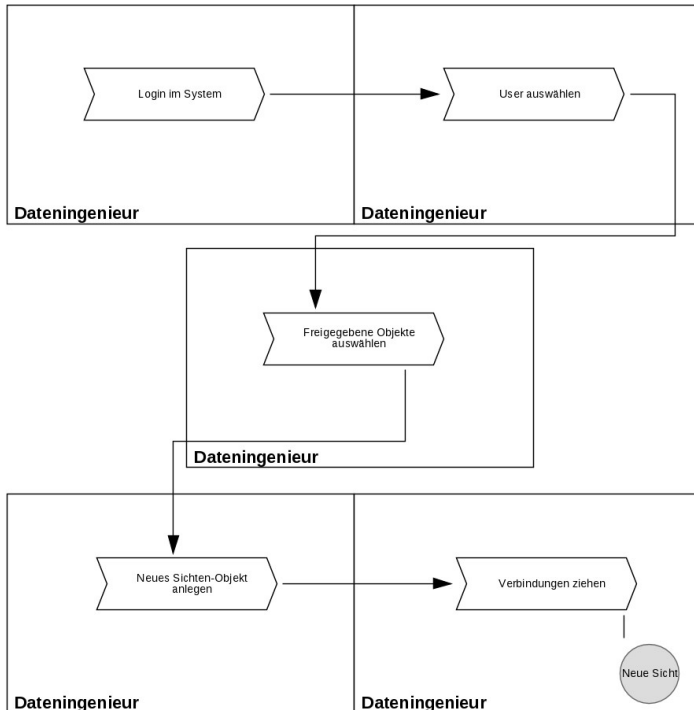 Login im System
User auswählen
Dateningenieur
Dateningenieur
Freigegebene Objekte
auswählen
Dateningenieur
Neues Sichten-Objekt
anlegen
Verbindungen ziehen
Neue Sicht
Dateningenieur
Dateningenieur